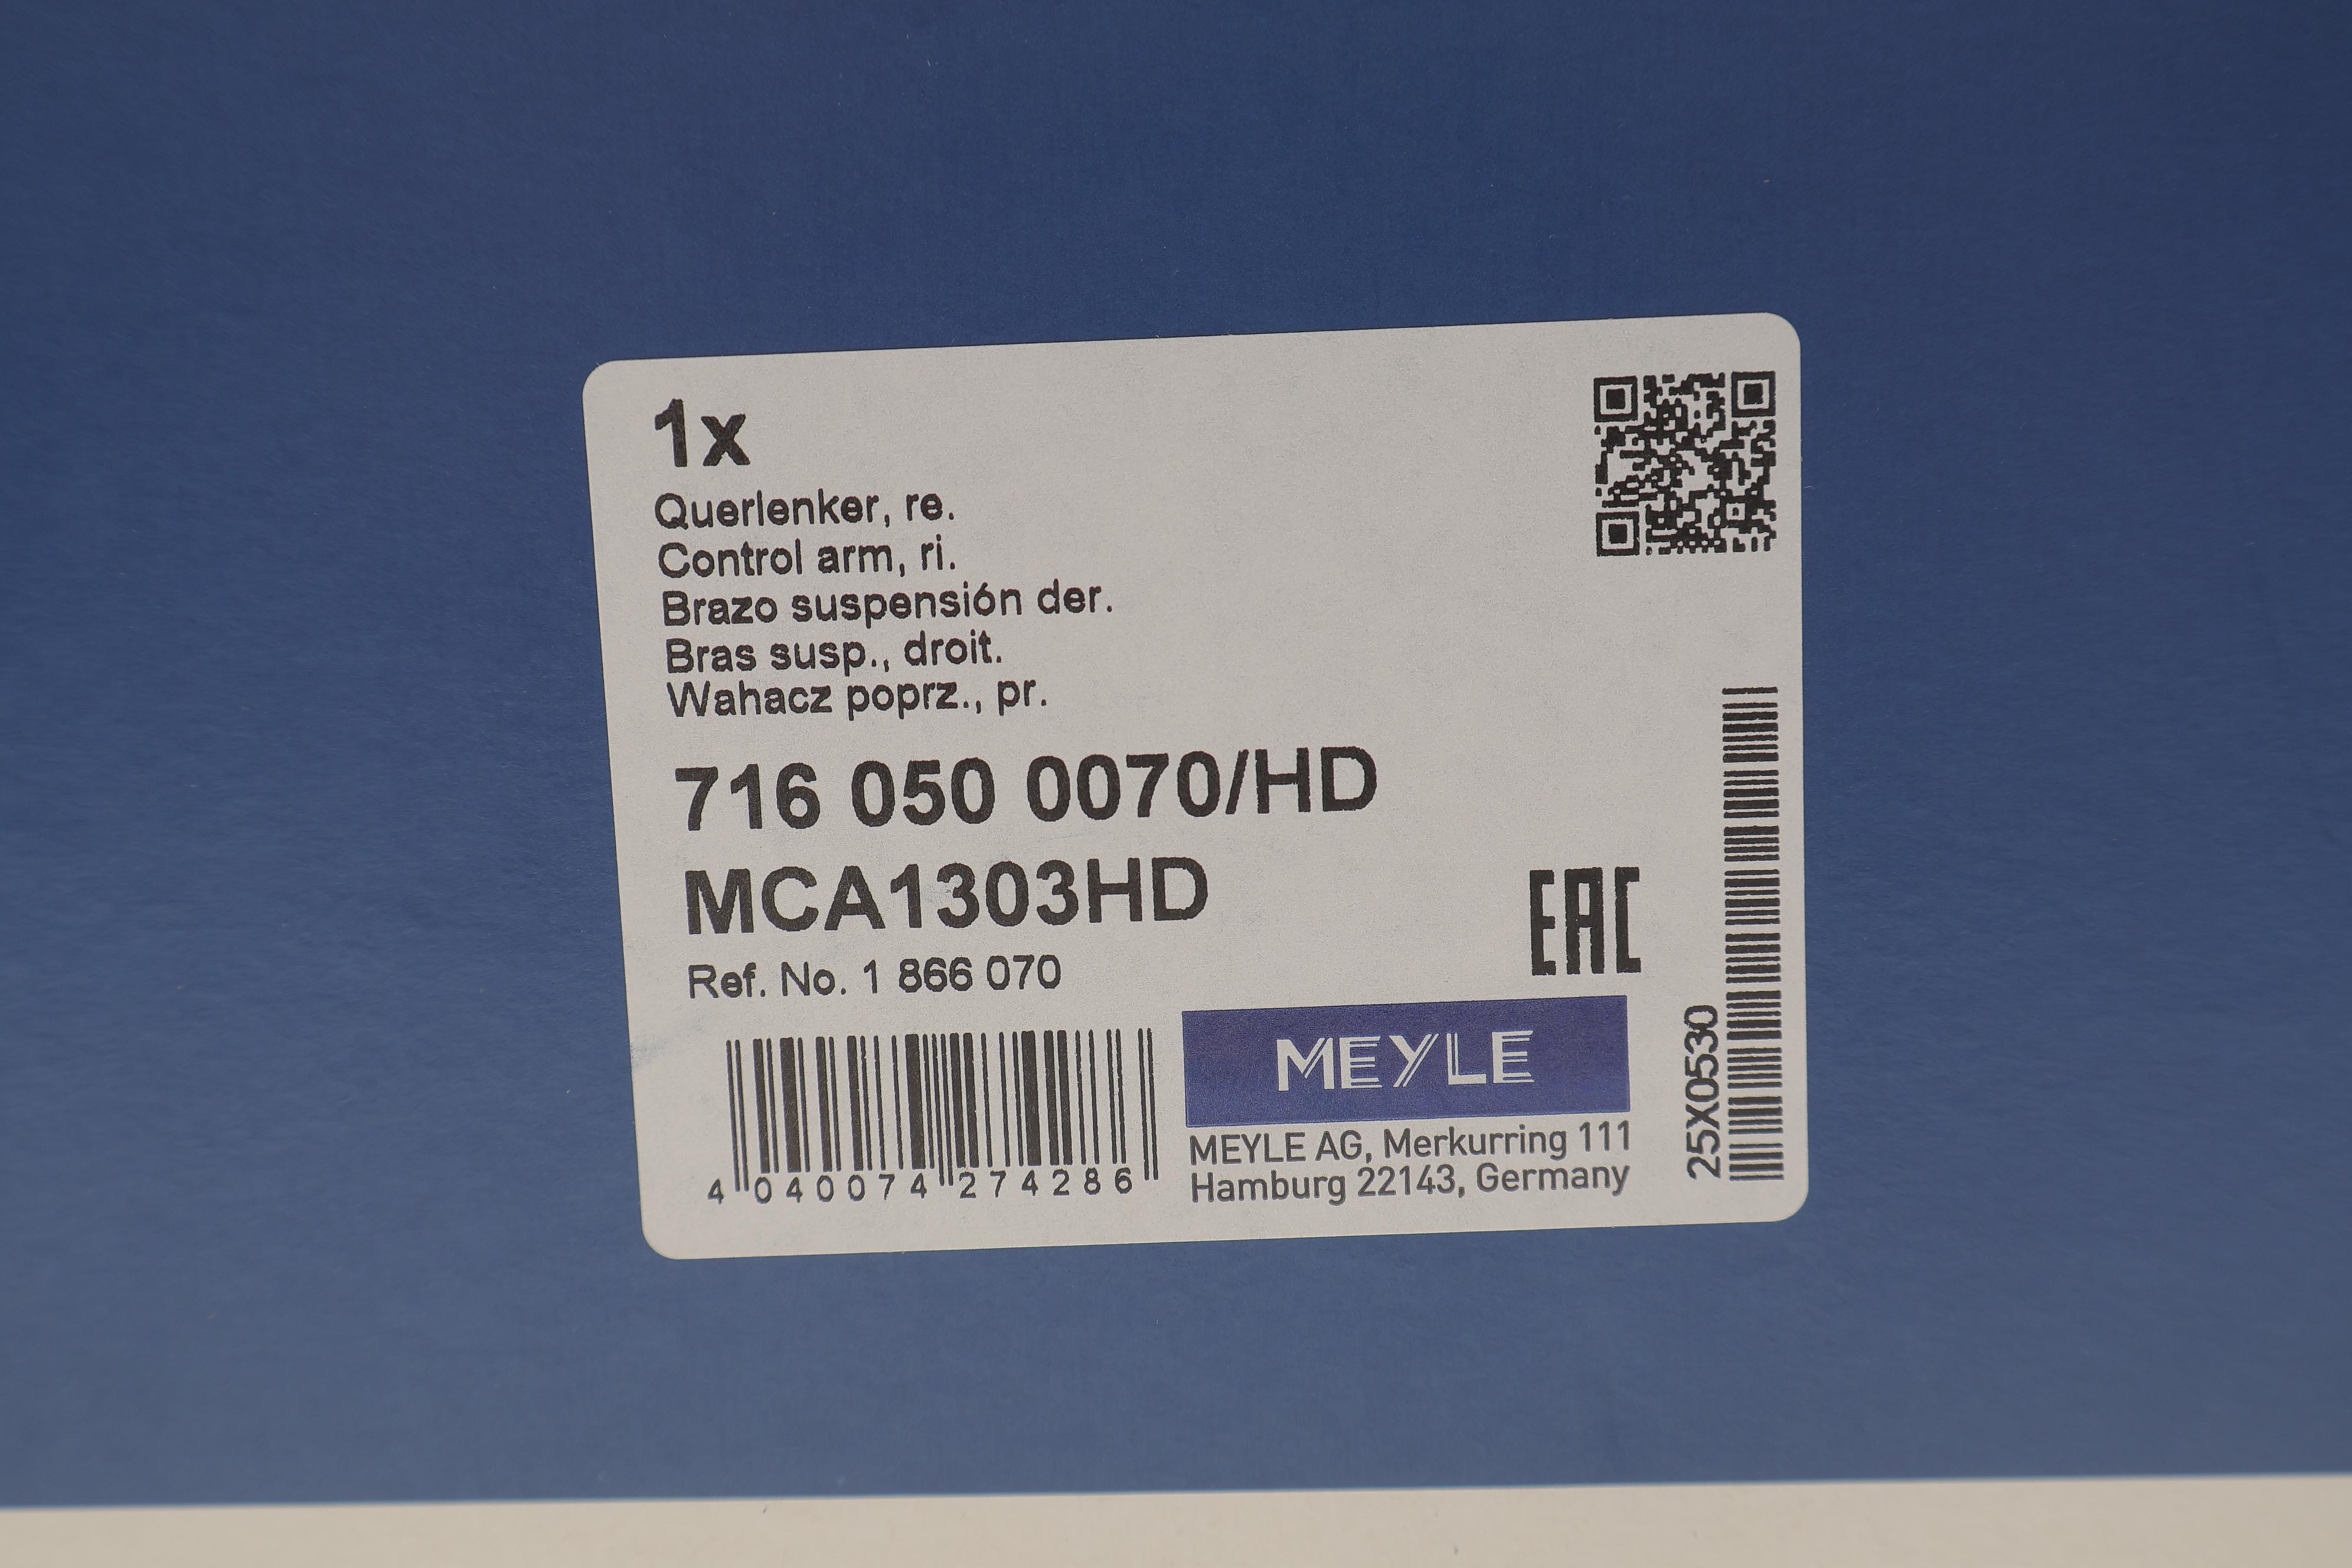 1x
Querlenker, re.
Control arm, ri.
Brazo suspensión der.
Bras susp., droit.
Wahacz poprz., pr.
716 050 0070/HD
MCA1303HD
Ref. No. 1 866 070
EAC
4 040074 274286
MEYLE
MEYLE AG, Merkurring 111
Hamburg 22143, Germany
25X0530